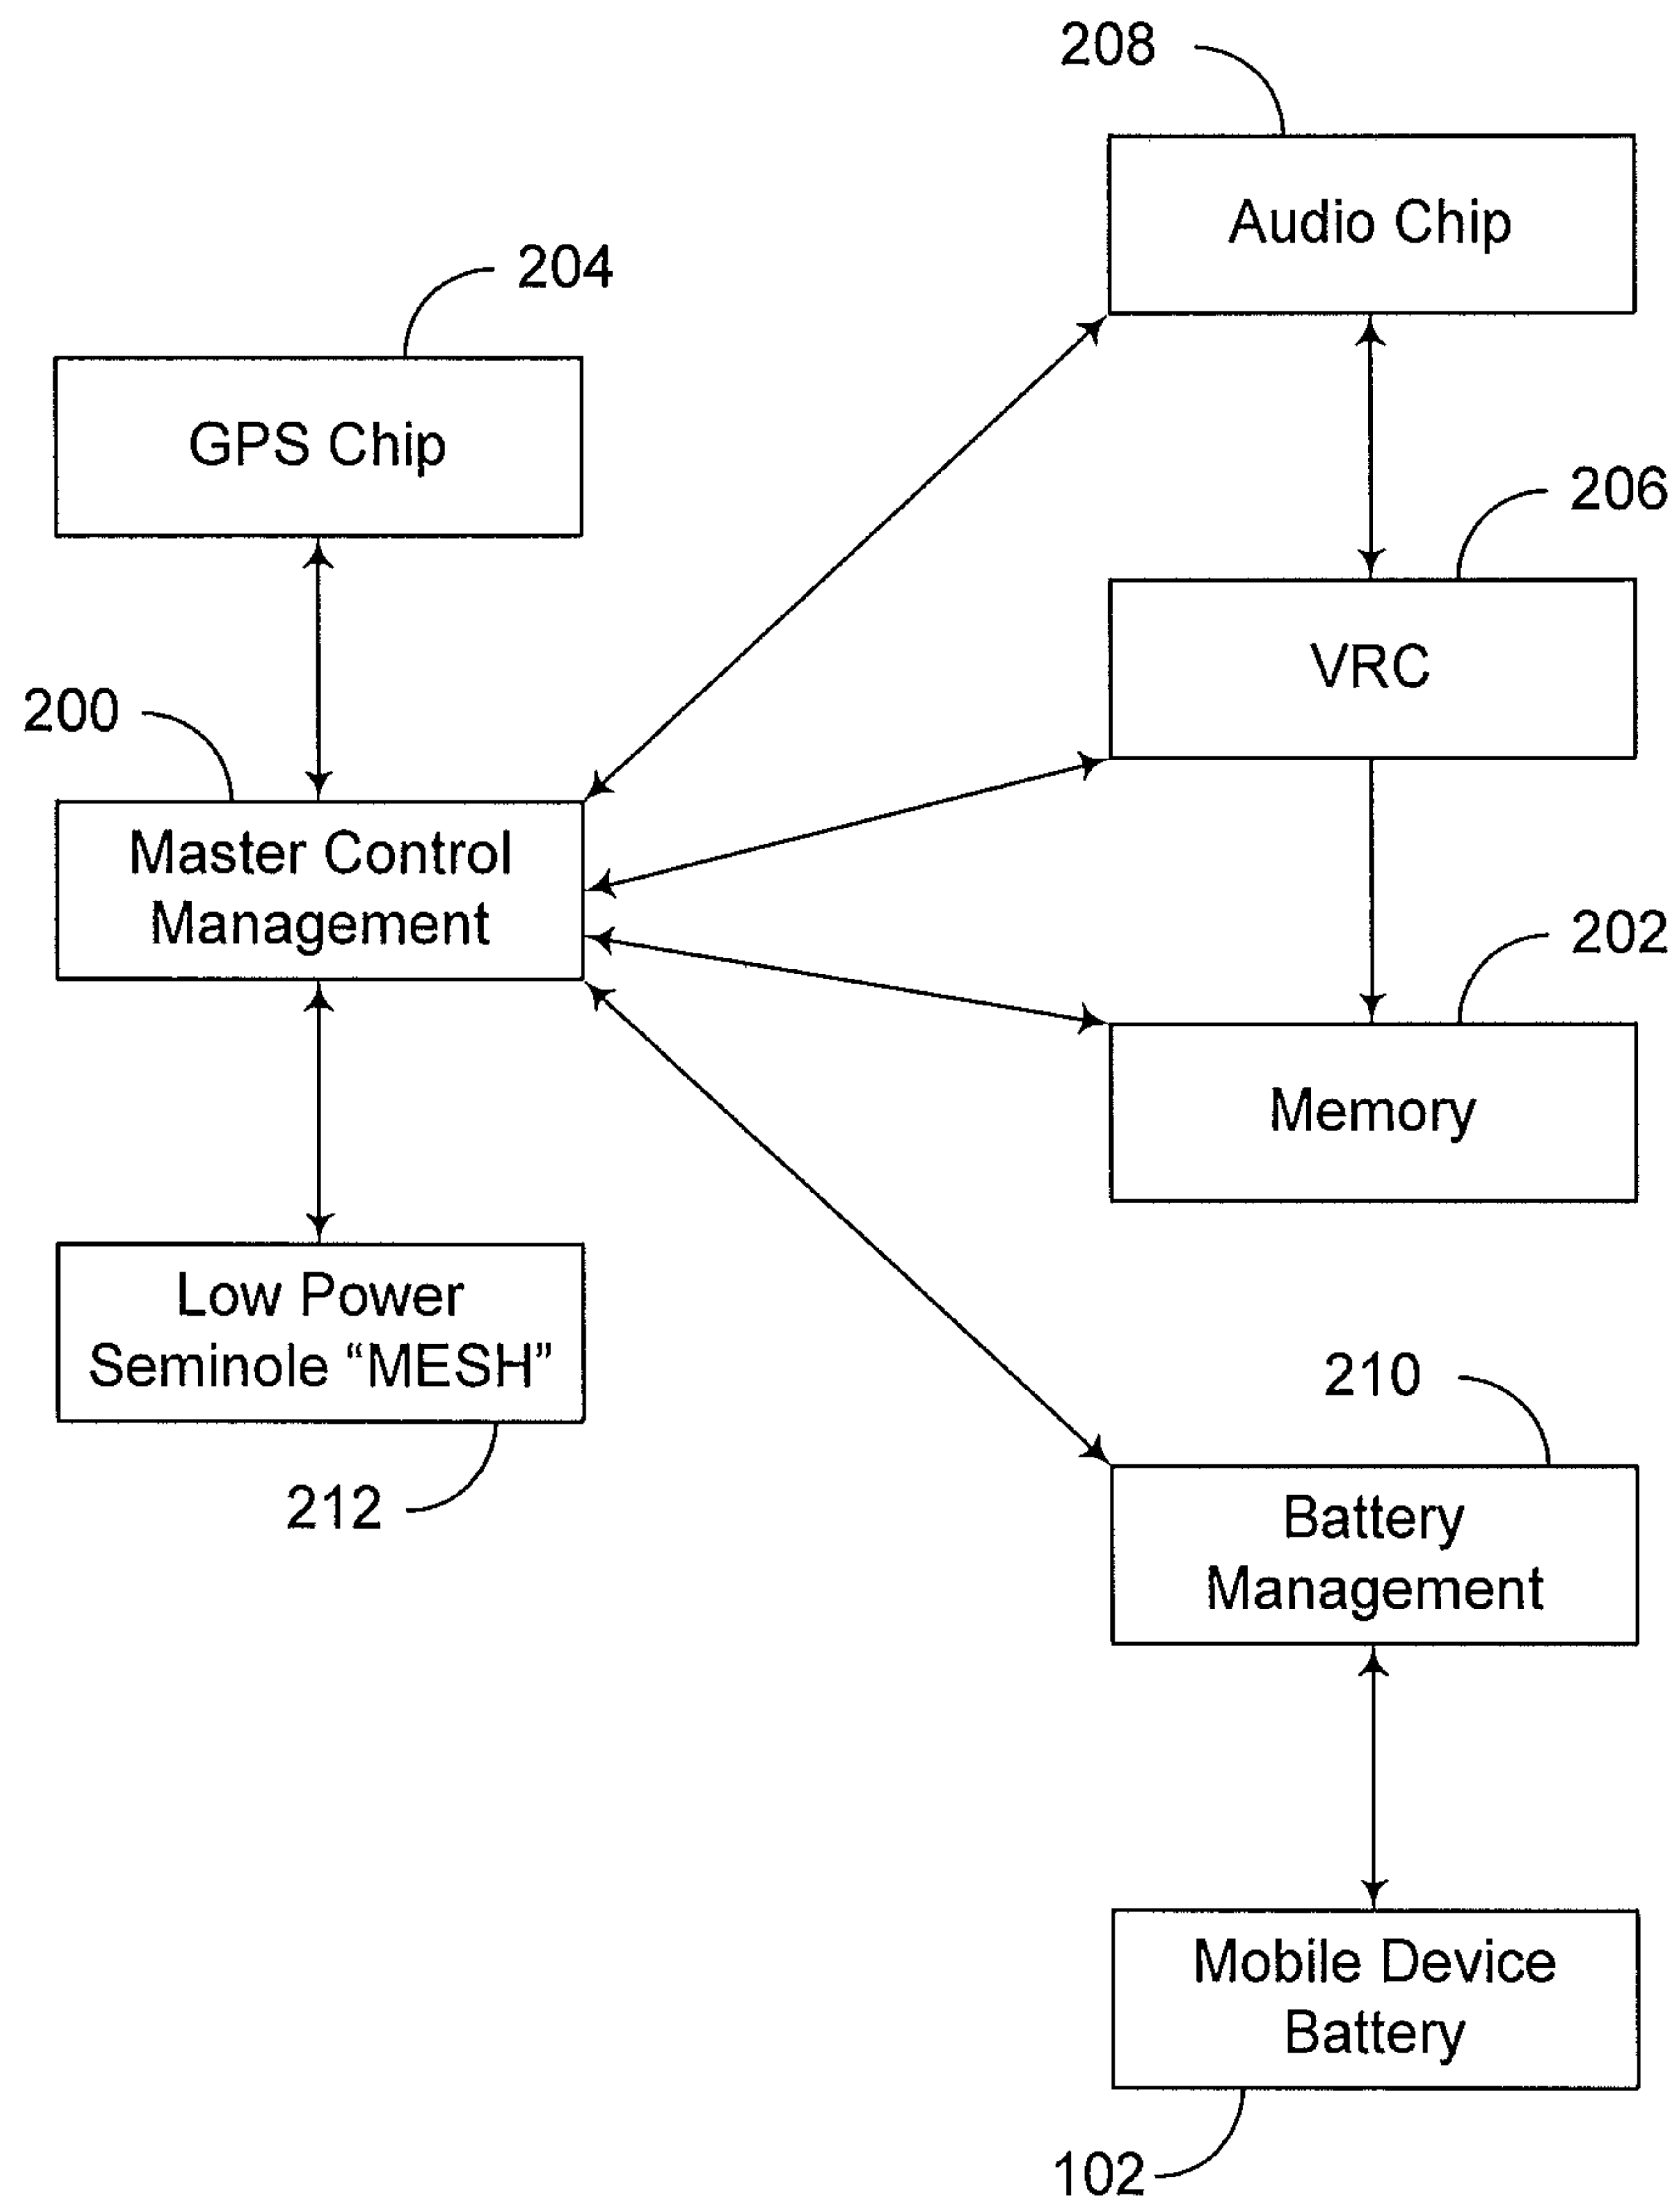 208
Audio Chip
204
GPS Chip
206
VRC
200
Master Control
Management
202
Memory
Low Power
Seminole “MESH”
212
210
Battery
Management
Mobile Device
Battery
102